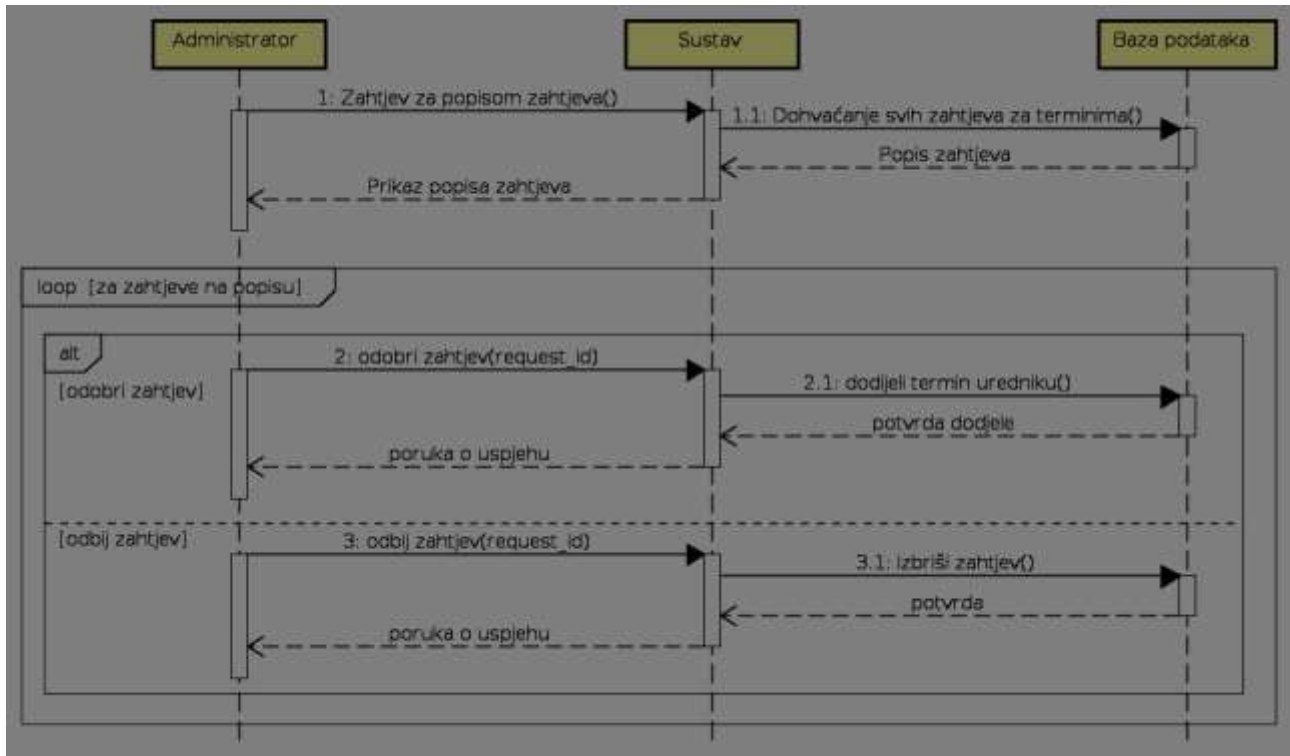 Administrator
Sustav
Baza podataka
1: Zahtjev za popisom zahtjeva()
1.1: Dohvaćanje svih zahtjeva za terminima()
Popis zahtjeva
Prikaz popisa zahtjeva
loop [za zahtjeve na popisu]
alt
2: odobri zahtjev(request_id)
[odobri zahtjev]
2.1: dodijeli termin uredniku()
potvrda dodjele
poruka o uspjehu
[odbij zahtjev]
3: odbij zahtjev(request_id)
3.1: izbriši zahtjev()
potvrda
poruka o uspjehu